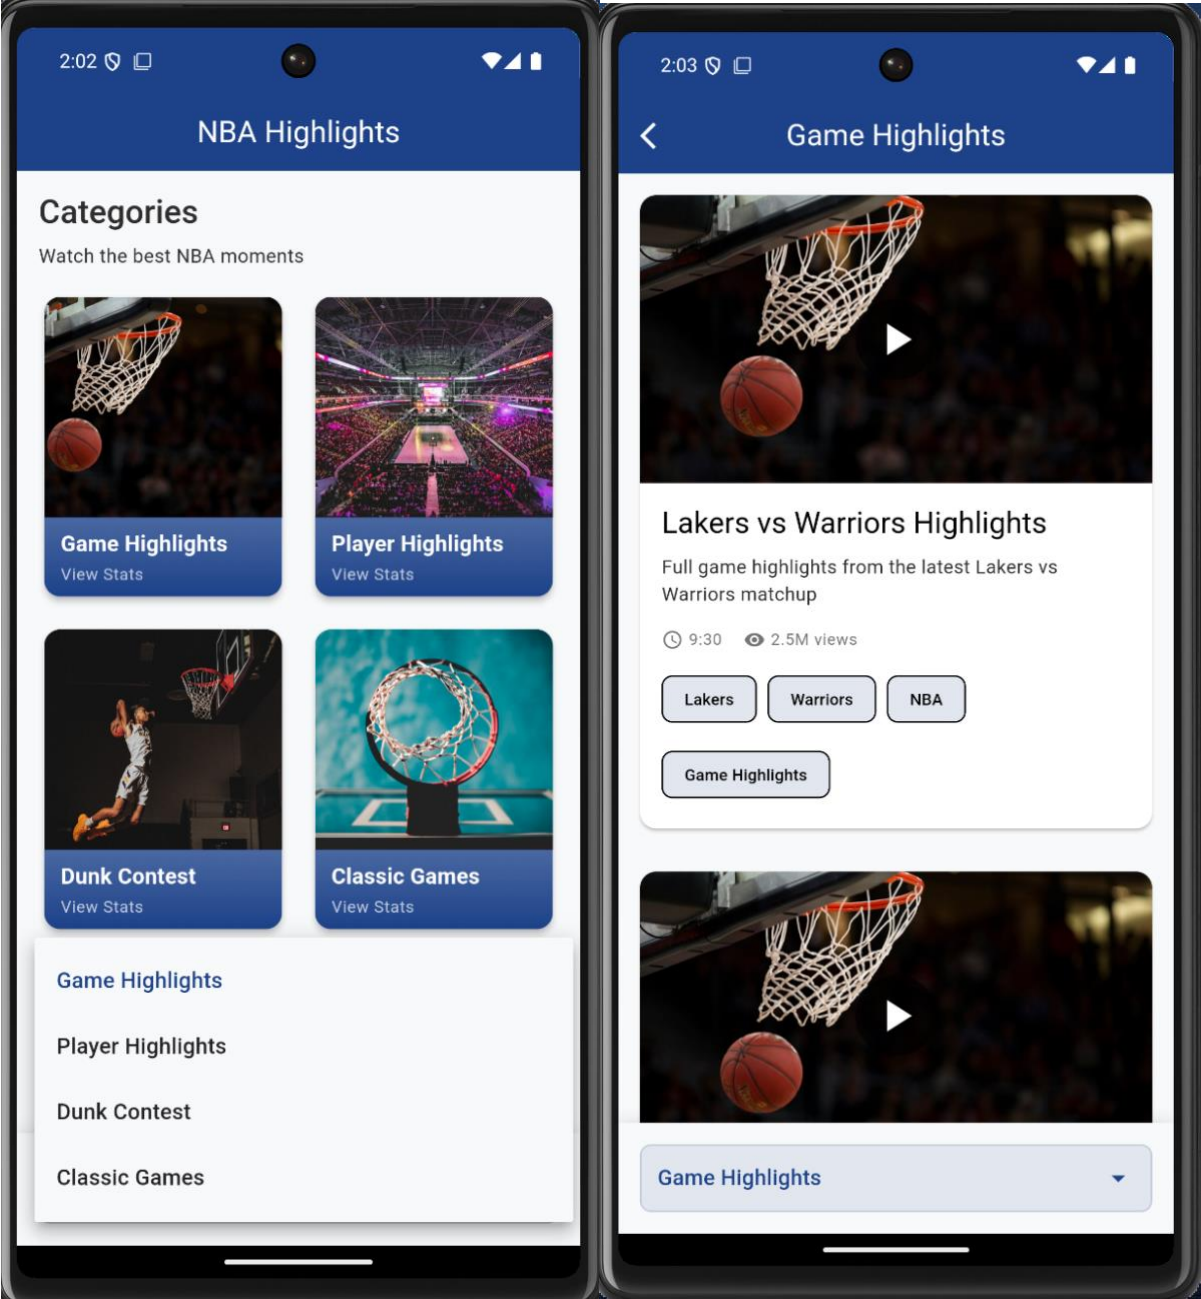 2:02
NBA Highlights
Categories
Watch the best NBA moments
Game Highlights
View Stats
Player Highlights
View Stats
Dunk Contest
View Stats
Classic Games
View Stats
Game Highlights
Player Highlights
Dunk Contest
Classic Games
2:03
Game Highlights
Lakers vs Warriors Highlights
Full game highlights from the latest Lakers vs
Warriors matchup
9:30 2.5M views
Lakers Warriors NBA
Game Highlights
Game Highlights